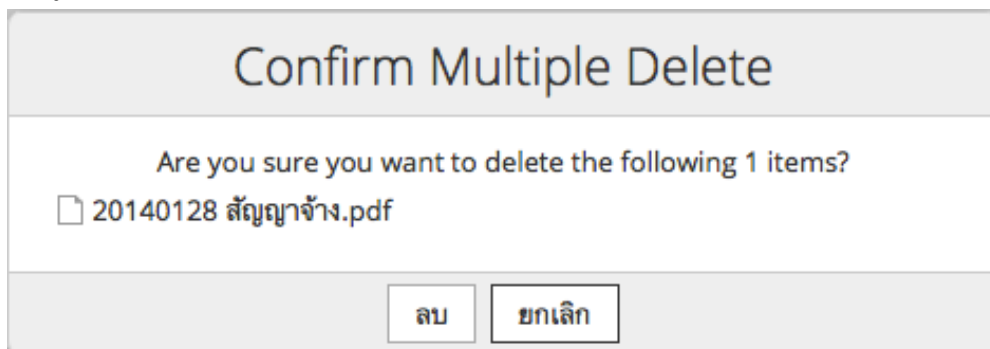 Confirm Multiple Delete
Are you sure you want to delete the following 1 items?
20140128 สัญญาจ้าง.pdf
ลบ ยกเลิก